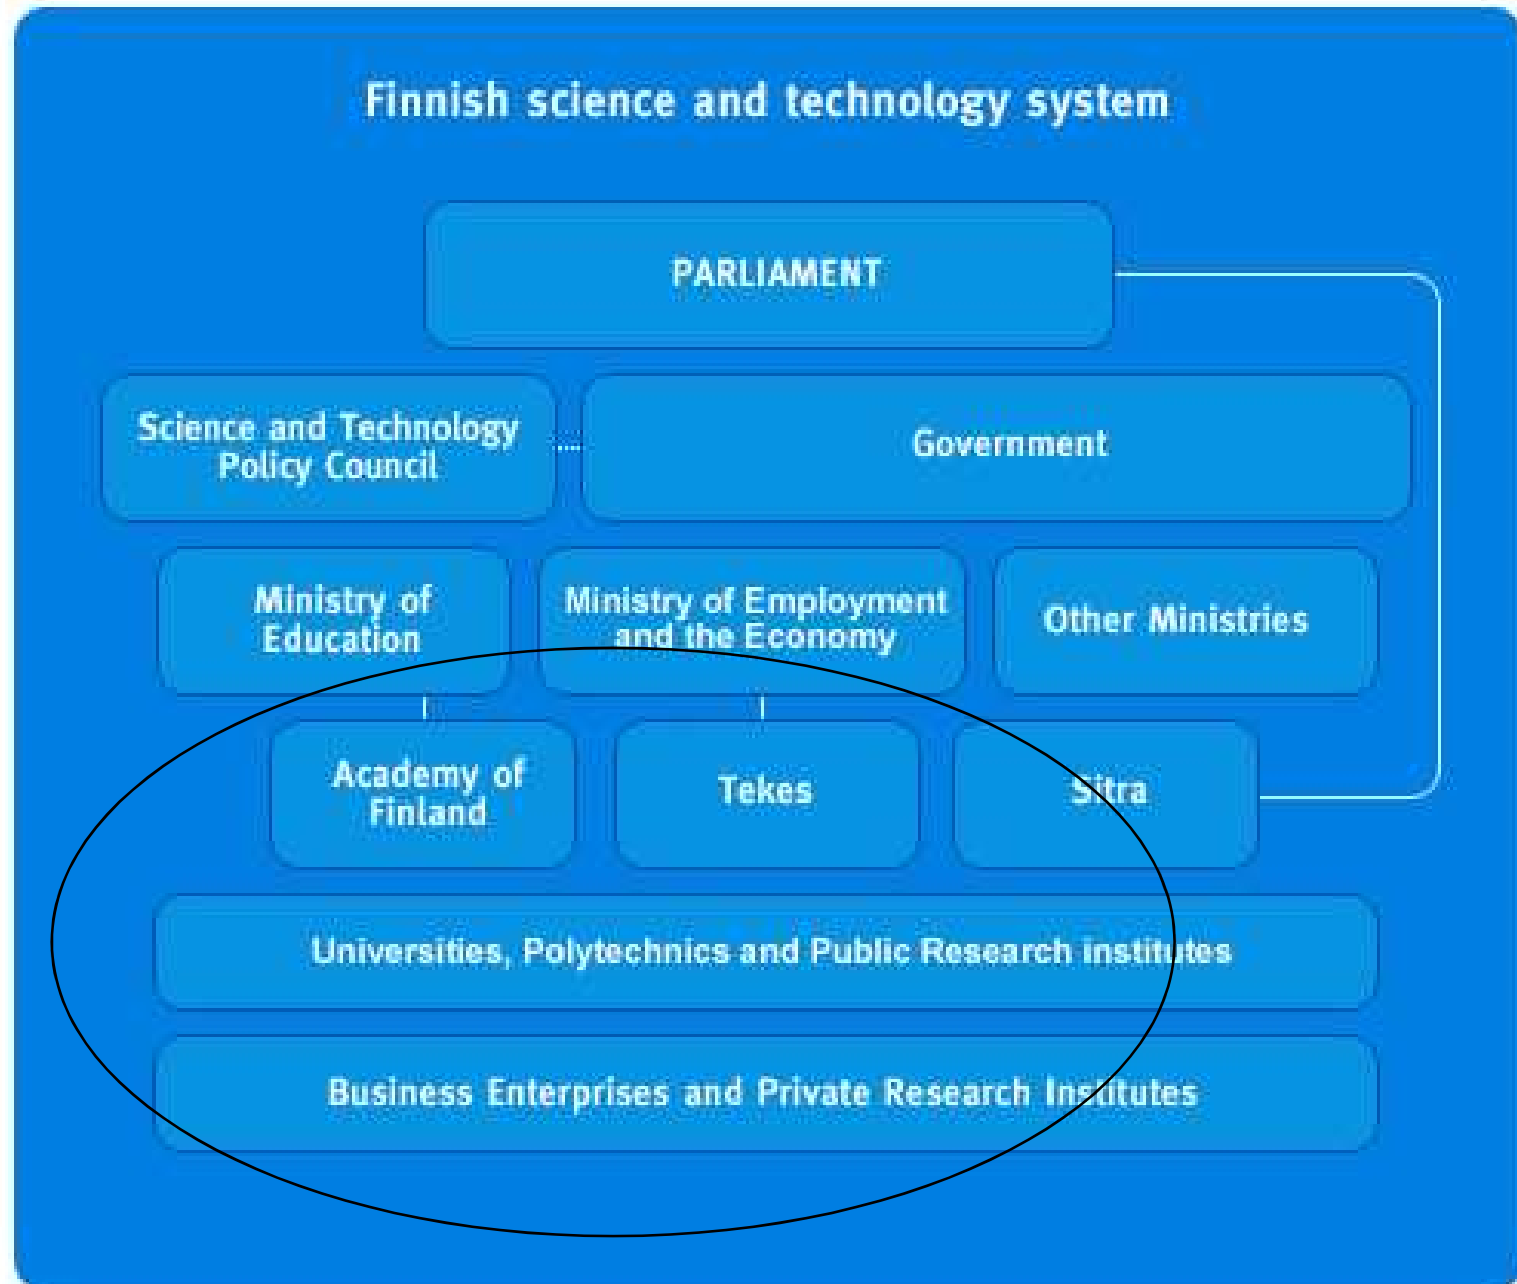 Finnish science and technology system
PARLIAMENT
Science and Technology
Policy Council
Government
Ministry of
Education
Ministry of Employment
and the Economy
Other Ministries
Academy of
Finland
Tekes
Sitra
Universities, Polytechnics and Public Research institutes
Business Enterprises and Private Research Institutes